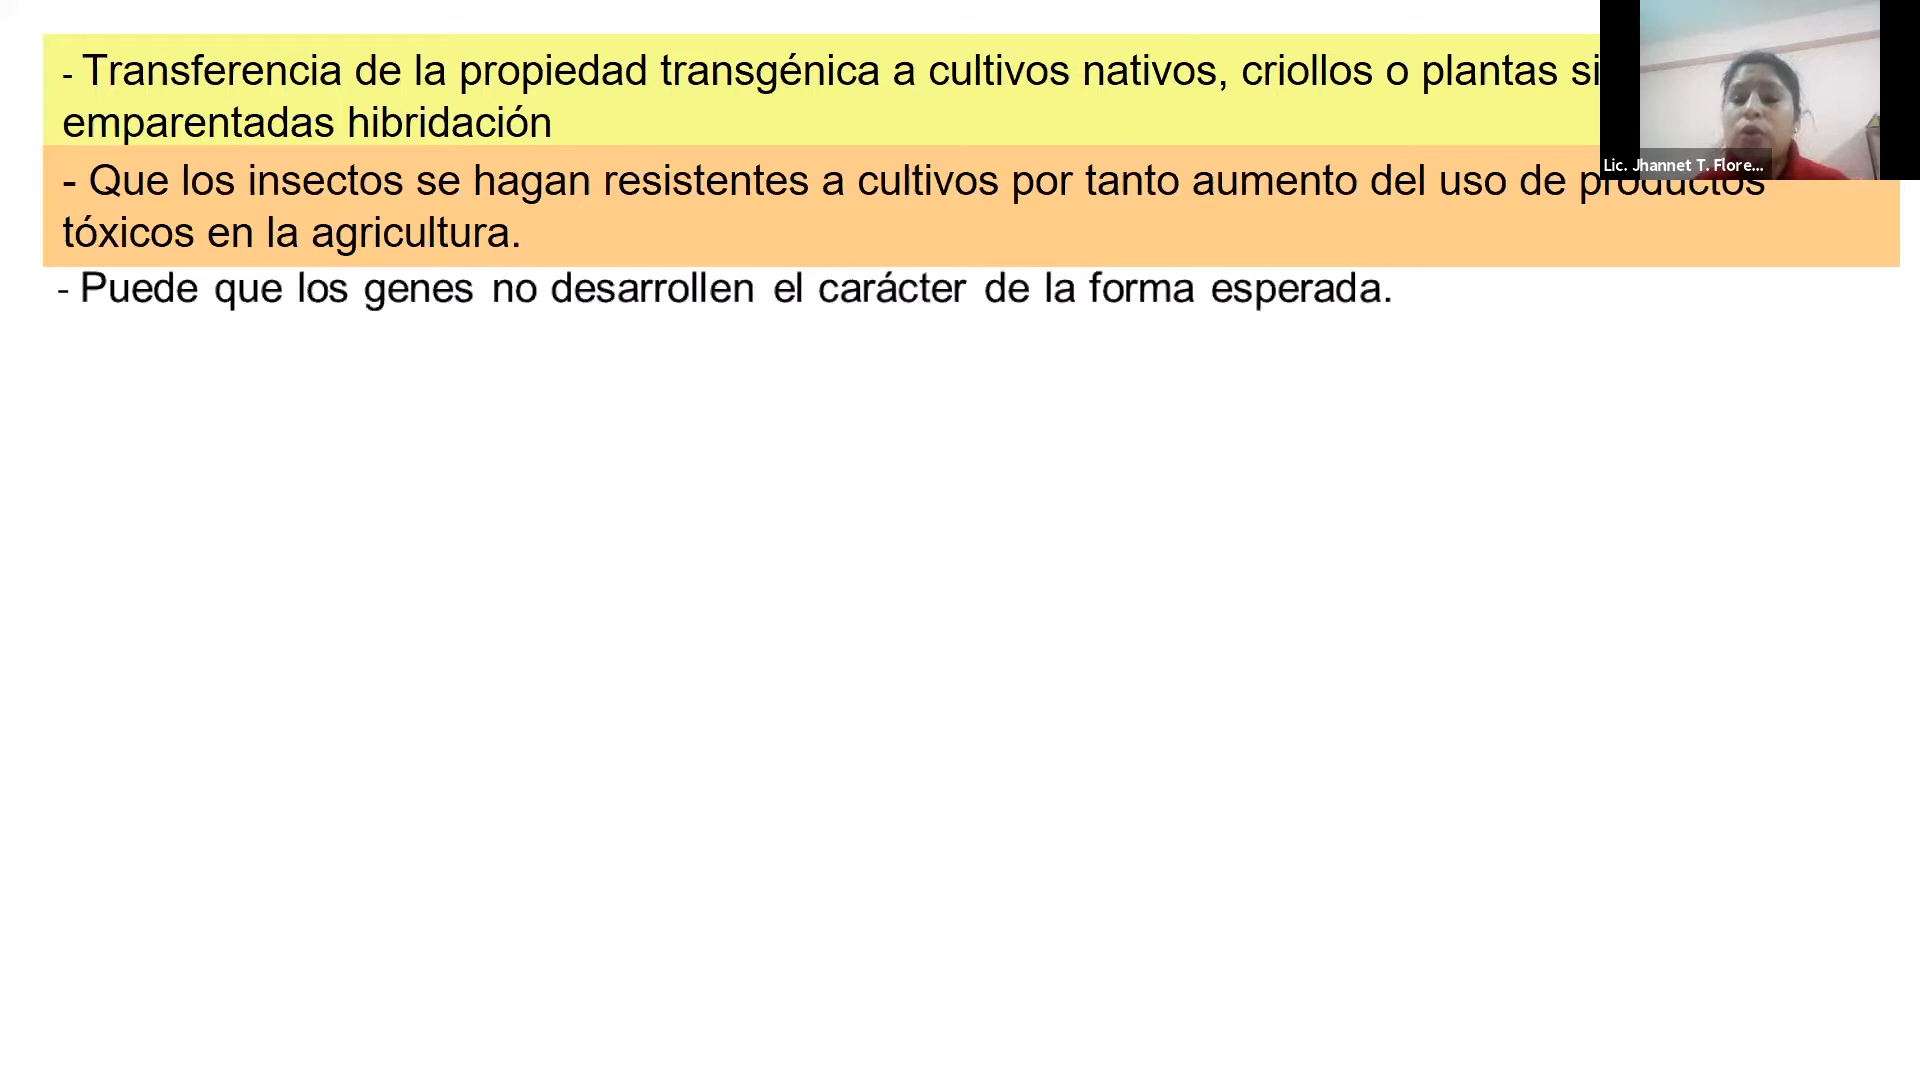 - Transferencia de la propiedad transgénica a cultivos nativos, criollos o plantas
emparentadas hibridación
- Que los insectos se hagan resistentes a cultivos por tanto aumento del uso de productos
tóxicos en la agricultura.
- Puede que los genes no desarrollen el carácter de la forma esperada.
Lic. Jhannet T. Flore...